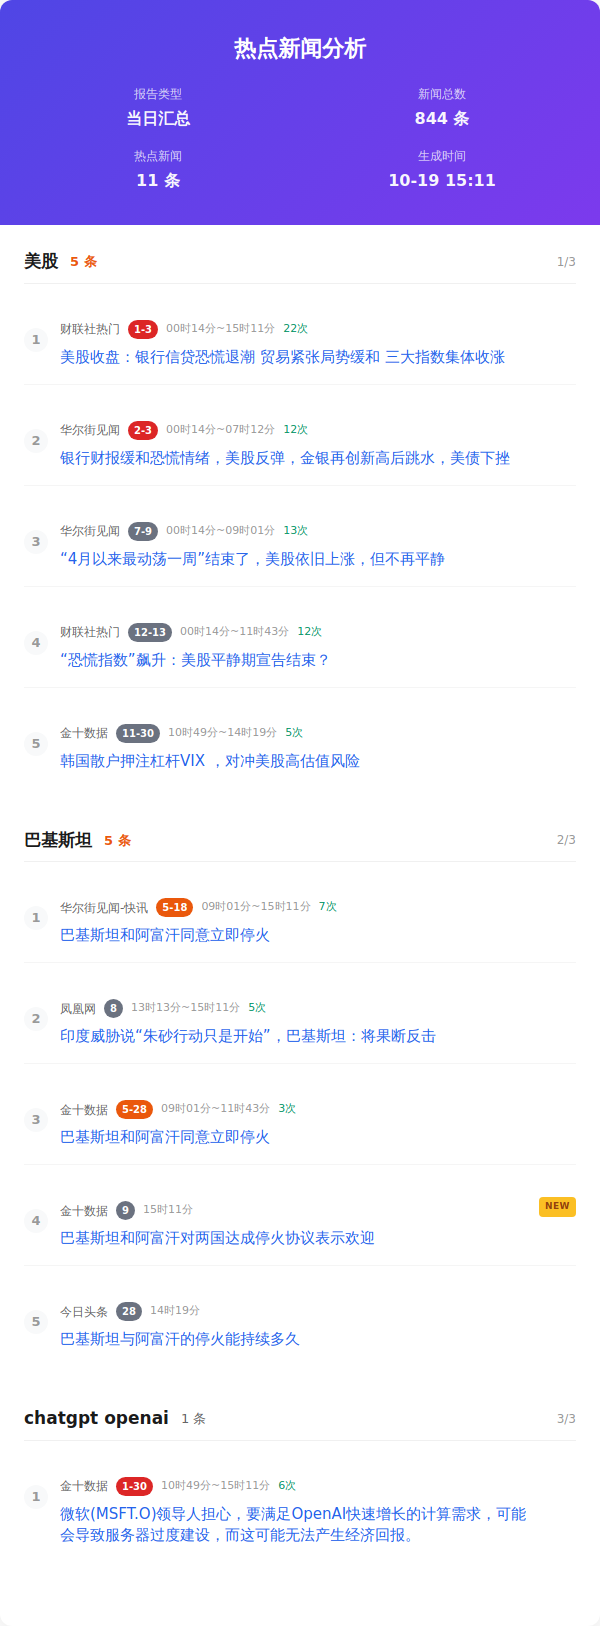 热点新闻分析
报告类型 新闻总数
当日汇总 844 条
热点新闻 生成时间
11 条 10-19 15:11
美股 5 条 1/3
1 财联社热门 1-3 00时14分~15时11分 22次
美股收盘：银行信贷恐慌退潮 贸易紧张局势缓和 三大指数集体收涨
2 华尔街见闻 2-3 00时14分~07时12分 12次
银行财报缓和恐慌情绪，美股反弹，金银再创新高后跳水，美债下挫
3 华尔街见闻 7-9 00时14分~09时01分 13次
“4月以来最动荡一周”结束了，美股依旧上涨，但不再平静
4 财联社热门 12-13 00时14分~11时43分 12次
“恐慌指数”飙升：美股平静期宣告结束？
5 金十数据 11-30 10时49分~14时19分 5次
韩国散户押注杠杆VIX ，对冲美股高估值风险
巴基斯坦 5 条 2/3
1 华尔街见闻-快讯 5-18 09时01分~15时11分 7次
巴基斯坦和阿富汗同意立即停火
2 凤凰网 8 13时13分~15时11分 5次
印度威胁说“朱砂行动只是开始”，巴基斯坦：将果断反击
3 金十数据 5-28 09时01分~11时43分 3次
巴基斯坦和阿富汗同意立即停火
4 金十数据 9 15时11分 NEW
巴基斯坦和阿富汗对两国达成停火协议表示欢迎
5 今日头条 28 14时19分
巴基斯坦与阿富汗的停火能持续多久
chatgpt openai 1 条 3/3
1 金十数据 1-30 10时49分~15时11分 6次
微软(MSFT.O)领导人担心，要满足OpenAI快速增长的计算需求，可能
会导致服务器过度建设，而这可能无法产生经济回报。